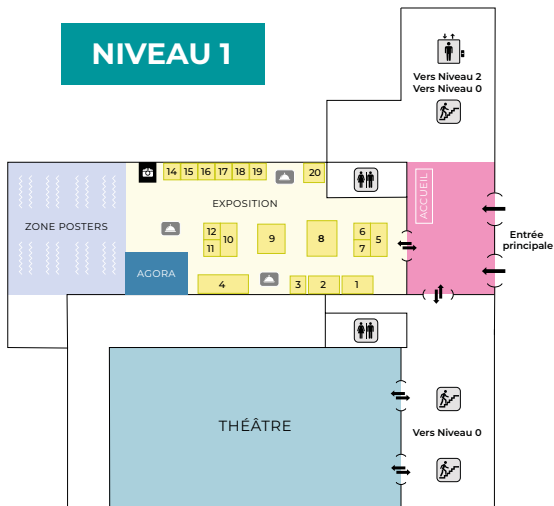 NIVEAU 1
Vers Niveau 2
Vers Niveau 0
14 15 16 17 18 19 20
ACCUEIL
EXPOSITION
ZONE POSTERS
12 10 9 8 6 5
11 7
Entrée
principale
AGORA
4 3 2 1
THÉÂTRE
Vers Niveau 0